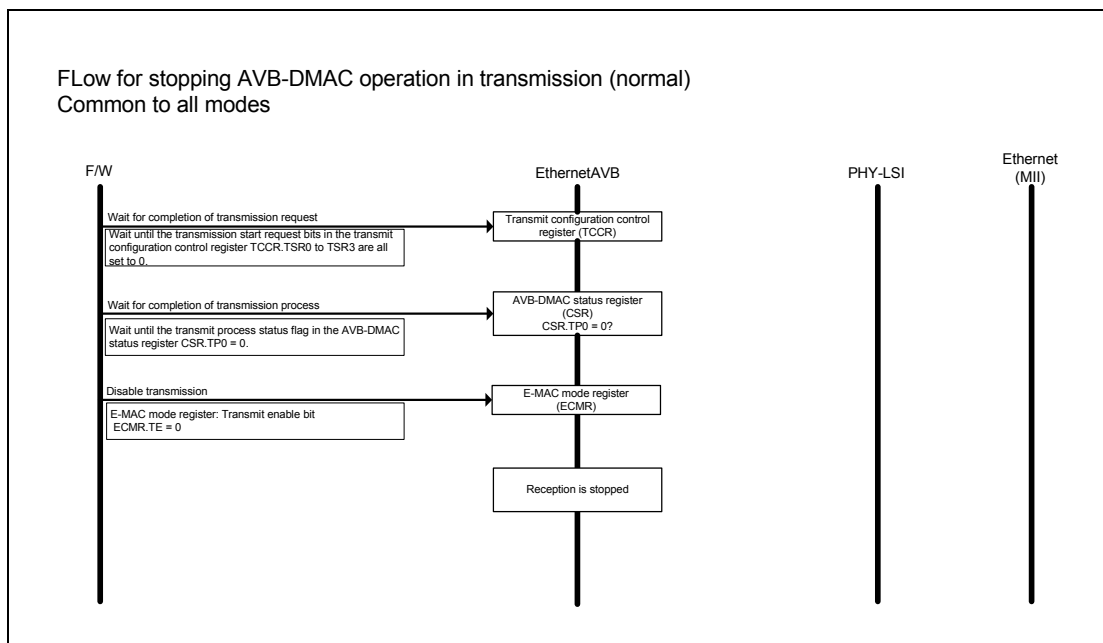 FLow for stopping AVB-DMAC operation in transmission (normal)
Common to all modes
F/W
EthernetAVB
PHY-LSI
Ethernet
(MII)
Wait for completion of transmission request
Wait until the transmission start request bits in the transmit
configuration control register TCCR.TSR0 to TSR3 are all
set to 0.
Transmit configuration control
register (TCCR)
Wait for completion of transmission process
Wait until the transmit process status flag in the AVB-DMAC
status register CSR.TP0 = 0.
AVB-DMAC status register
(CSR)
CSR.TP0 = 0?
Disable transmission
E-MAC mode register: Transmit enable bit
ECMR.TE = 0
E-MAC mode register
(ECMR)
Reception is stopped